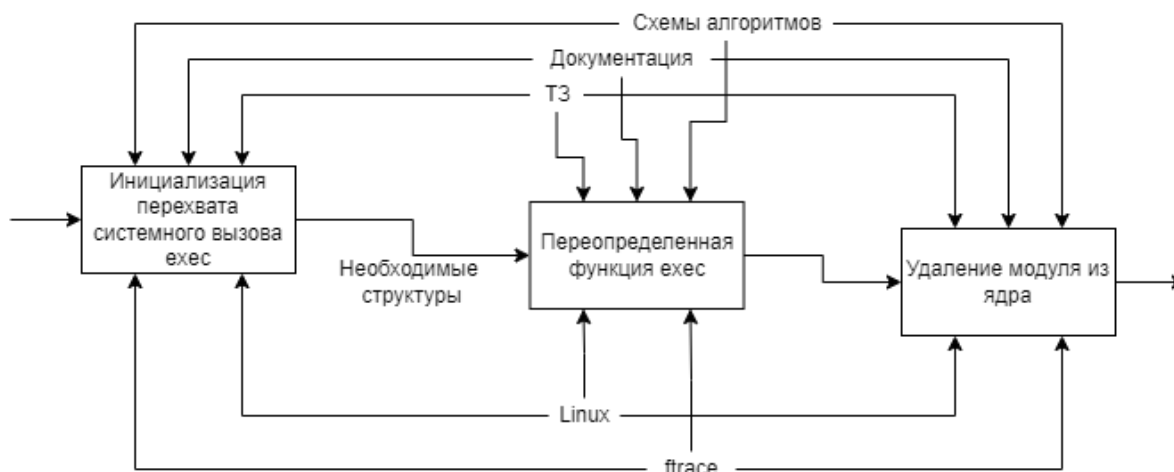 Схемы алгоритмов
Документация
ТЗ
Инициализация
перехвата
системного вызова
exec
Необходимые
структуры
Переопределенная
функция exec
Удаление модуля из
ядра
Linux
ftrace